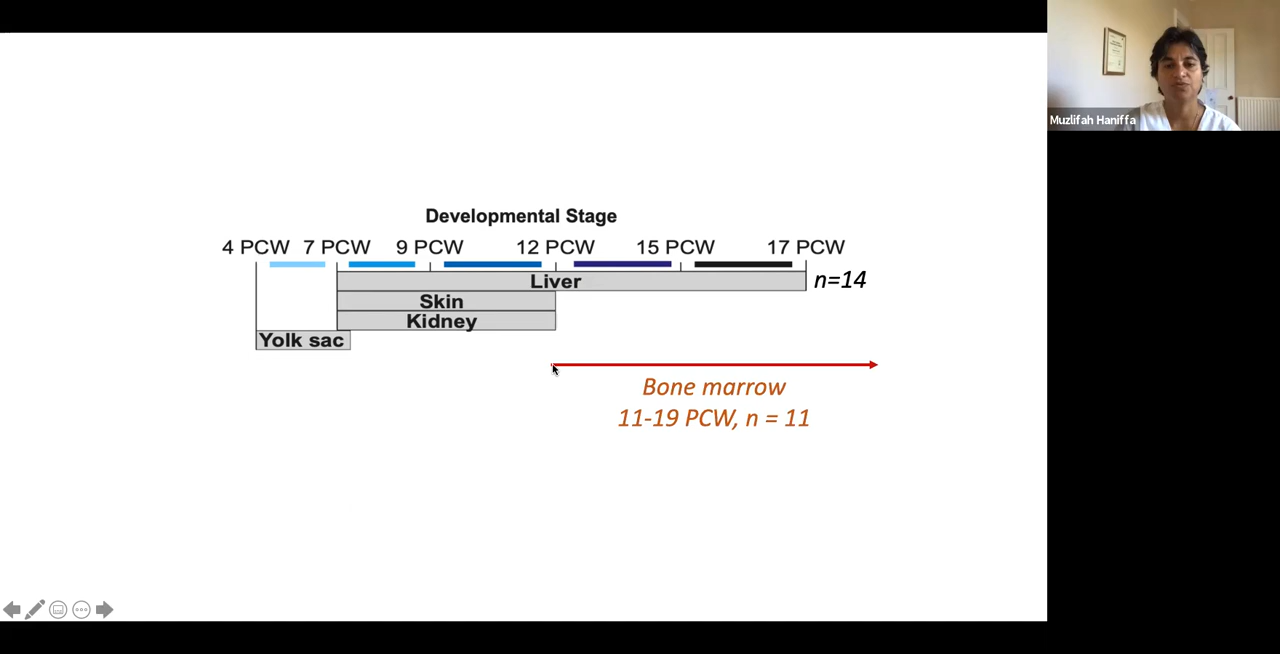 Developmental Stage
4 PCW 7 PCW 9 PCW 12 PCW 15 PCW 17 PCW
Liver n=14
Skin
Kidney
Yolk sac
Bone marrow
11-19 PCW, n = 11
Muzlifah Haniffa